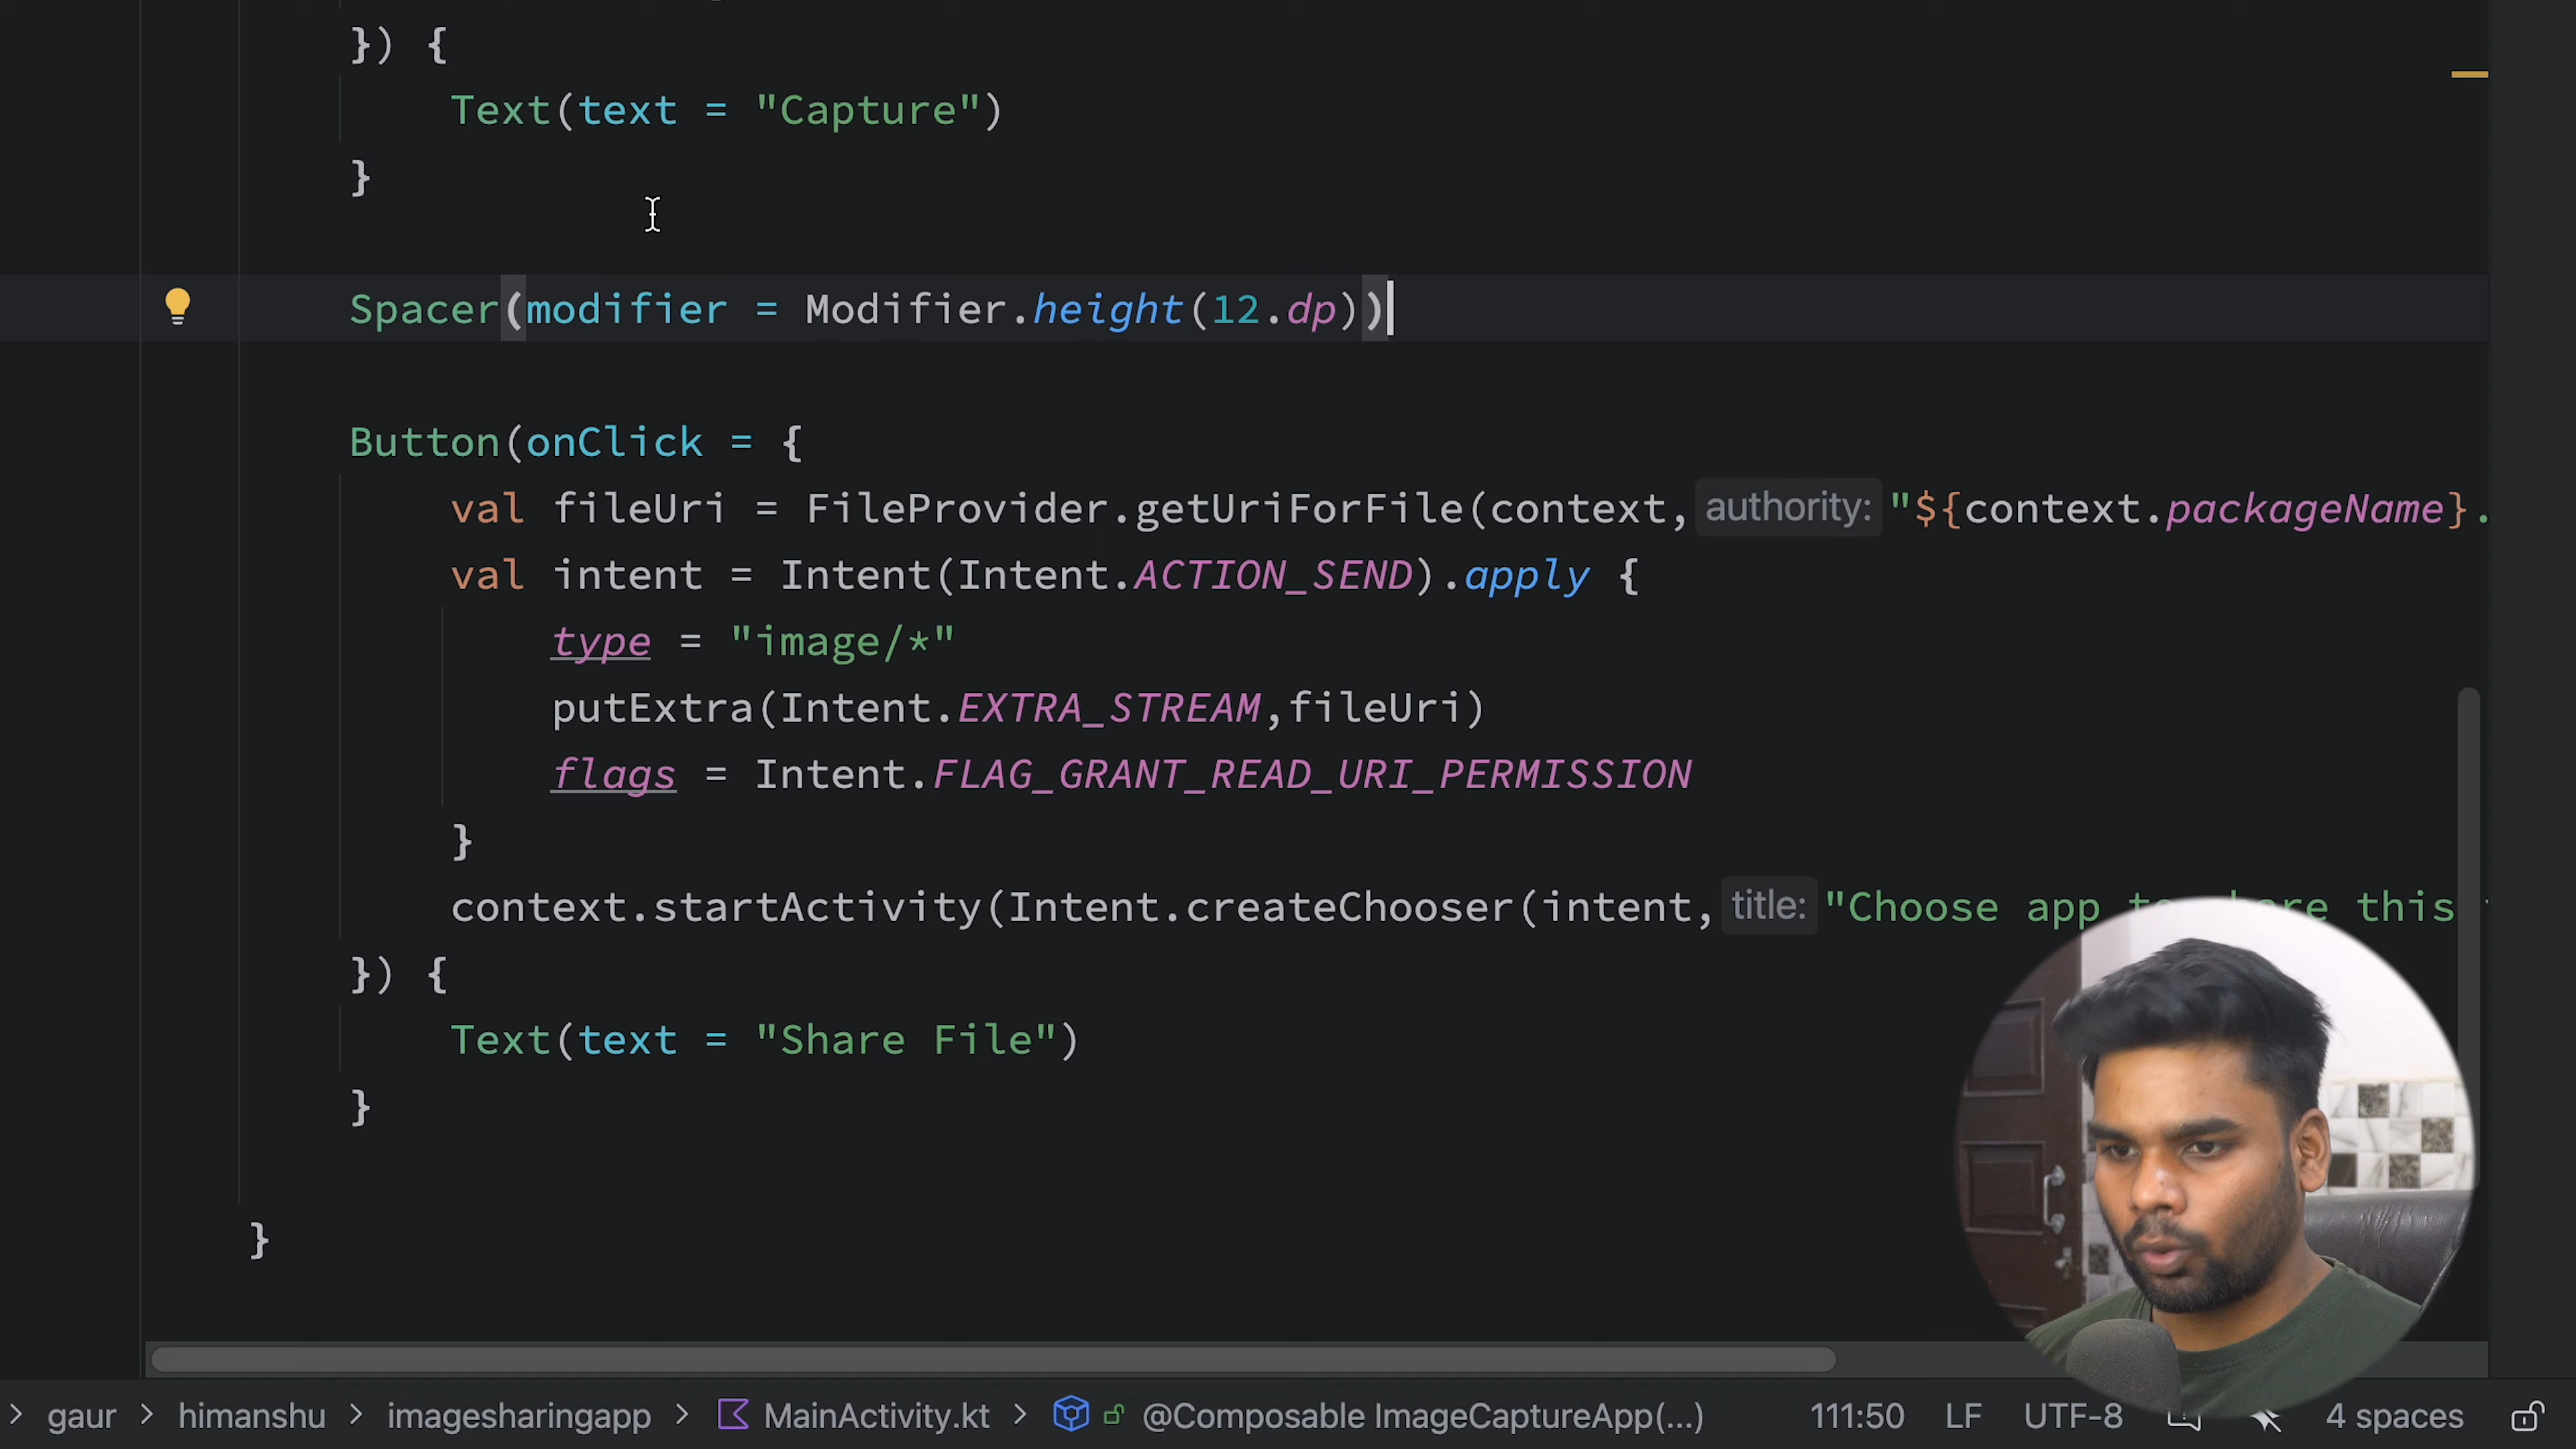 }) {
Text(text = "Capture")
}
Spacer(modifier = Modifier.height(12.dp))
Button(onClick = {
val fileUri = FileProvider.getUriForFile(context, authority: "${context.packageName}.
val intent = Intent(Intent.ACTION_SEND).apply {
type = "image/*"
putExtra(Intent.EXTRA_STREAM,fileUri)
flags = Intent.FLAG_GRANT_READ_URI_PERMISSION
}
context.startActivity(Intent.createChooser(intent, title: "Choose app to share this
}) {
Text(text = "Share File")
}
}
> gaur > himanshu > imagesharingapp > MainActivity.kt > @Composable ImageCaptureApp(...) 111:50 LF UTF-8 4 spaces